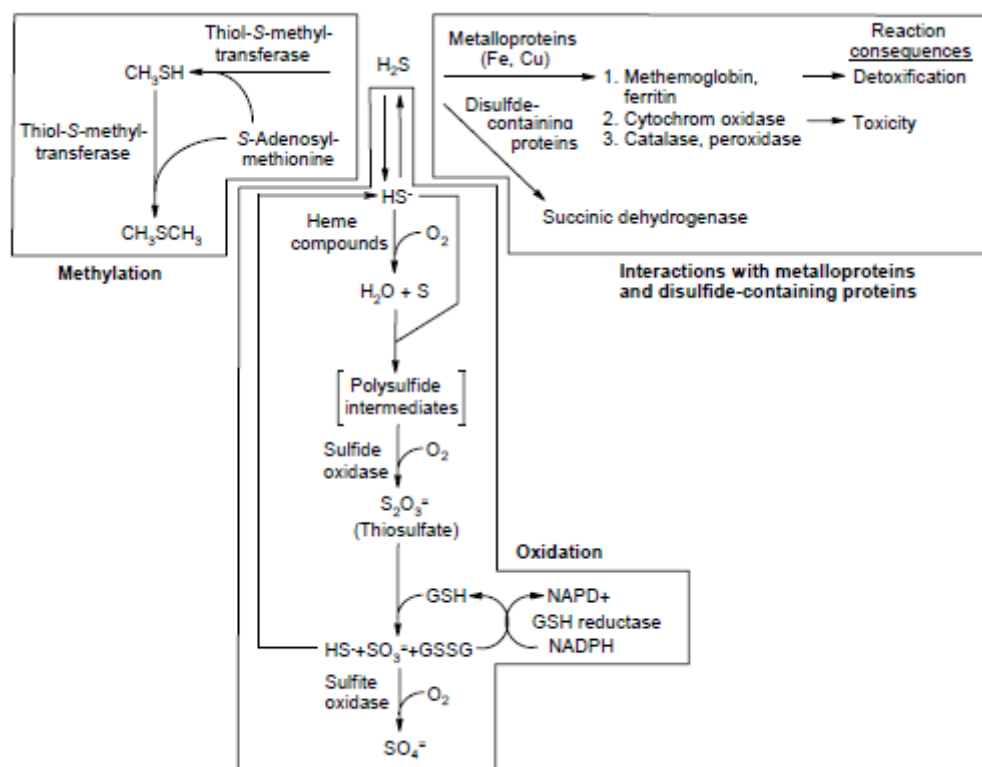 Thiol-S-methyl-
transferase
CH₃SH
Thiol-S-methyl-
transferase
S-Adenosyl-
methionine
CH₃SCH₃
Methylation
H₂S
Metalloproteins
(Fe, Cu)
Reaction
consequences
1. Methemoglobin,
ferritin
Detoxification
Disulfde-
containing
proteins
2. Cytochrom oxidase
Toxicity
3. Catalase, peroxidase
Succinic dehydrogenase
Interactions with metalloproteins
and disulfide-containing proteins
HS-
Heme
compounds
O₂
H₂O + S
Polysulfide
intermediates
Sulfide
oxidase
O₂
S₂O₃⁼
(Thiosulfate)
Oxidation
GSH
NAPD+
GSH reductase
NADPH
HS-+SO₃⁼+GSSG
Sulfite
oxidase
O₂
SO₄⁼